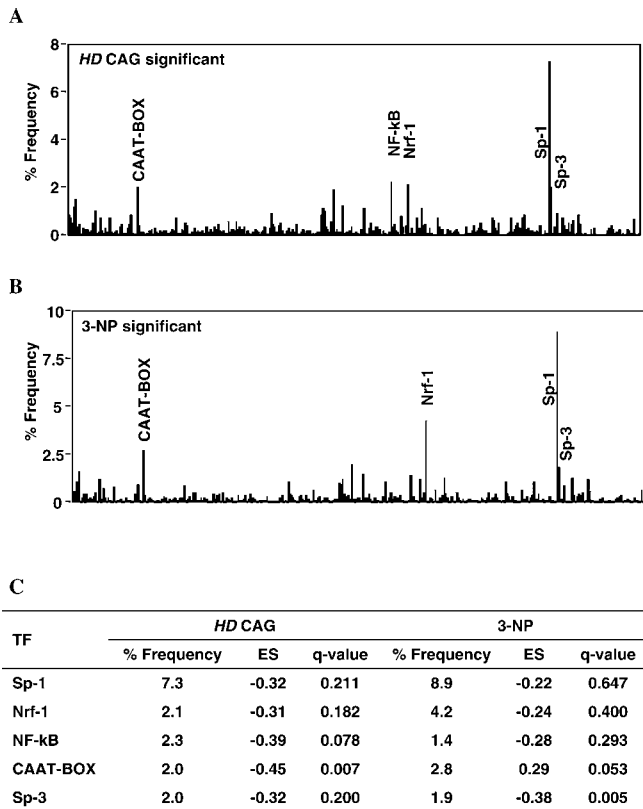 A
HD CAG significant
8
6
4
2
0
% Frequency
CAAT-BOX
NF-kB
Nrf-1
Sp-1
Sp-3
B
3-NP significant
10
7.5
5
2.5
0
% Frequency
CAAT-BOX
Nrf-1
Sp-1
Sp-3
C
TF HD CAG 3-NP
% Frequency ES q-value % Frequency ES q-value
Sp-1 7.3 -0.32 0.211 8.9 -0.22 0.647
Nrf-1 2.1 -0.31 0.182 4.2 -0.24 0.400
NF-kB 2.3 -0.39 0.078 1.4 -0.28 0.293
CAAT-BOX 2.0 -0.45 0.007 2.8 0.29 0.053
Sp-3 2.0 -0.32 0.200 1.9 -0.38 0.005